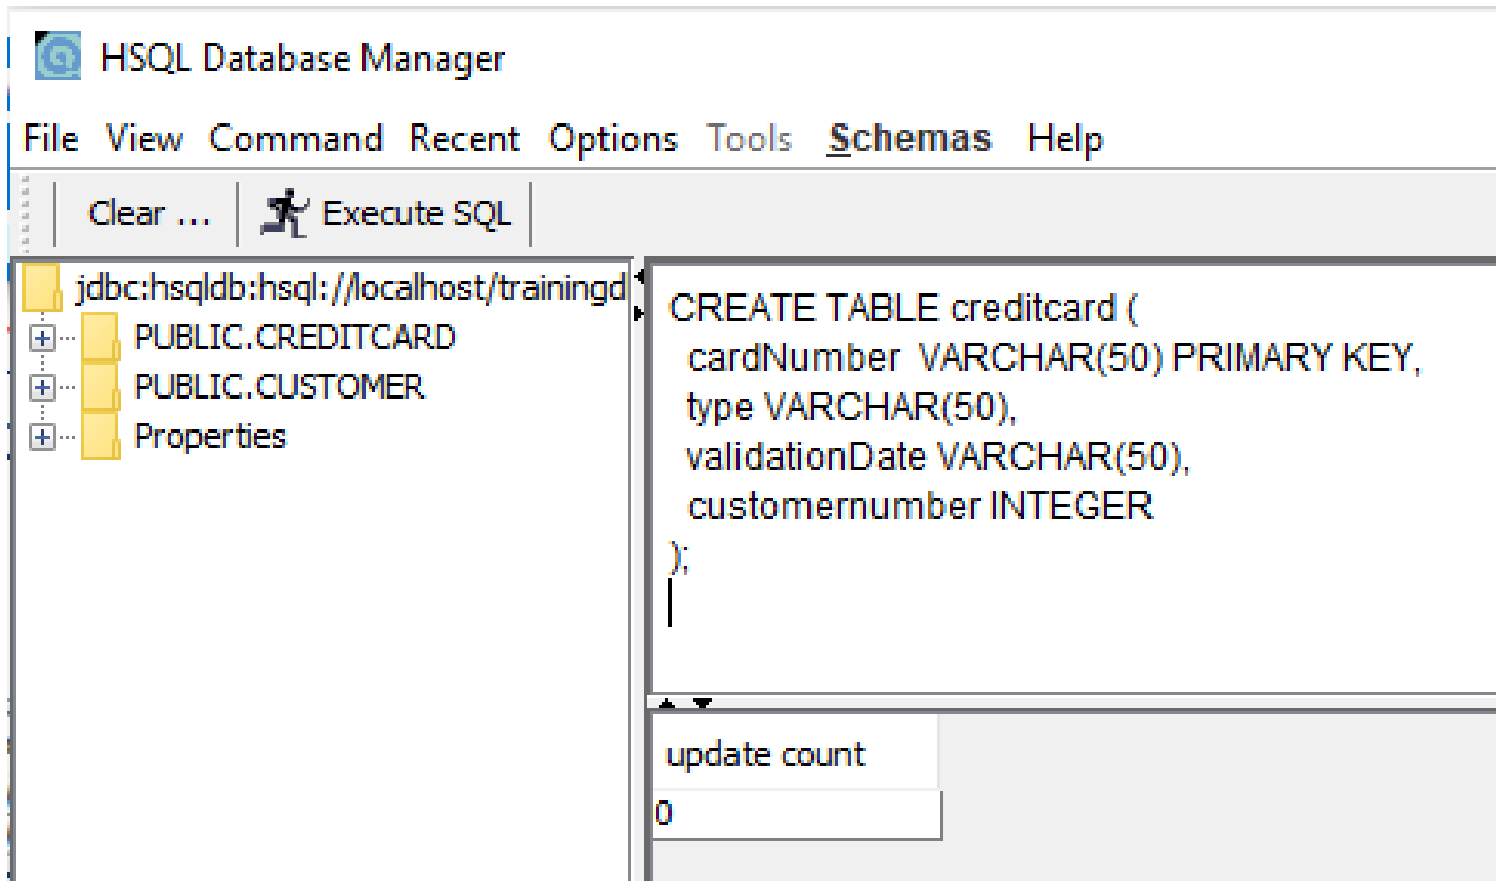 HSQL Database Manager
File View Command Recent Options Tools Schemas Help
Clear ... Execute SQL
jdbc:hsqldb:hsql://localhost/trainingd
PUBLIC.CREDITCARD
PUBLIC.CUSTOMER
Properties
CREATE TABLE creditcard (
cardNumber VARCHAR(50) PRIMARY KEY,
type VARCHAR(50),
validationDate VARCHAR(50),
customernumber INTEGER
);
update count
0